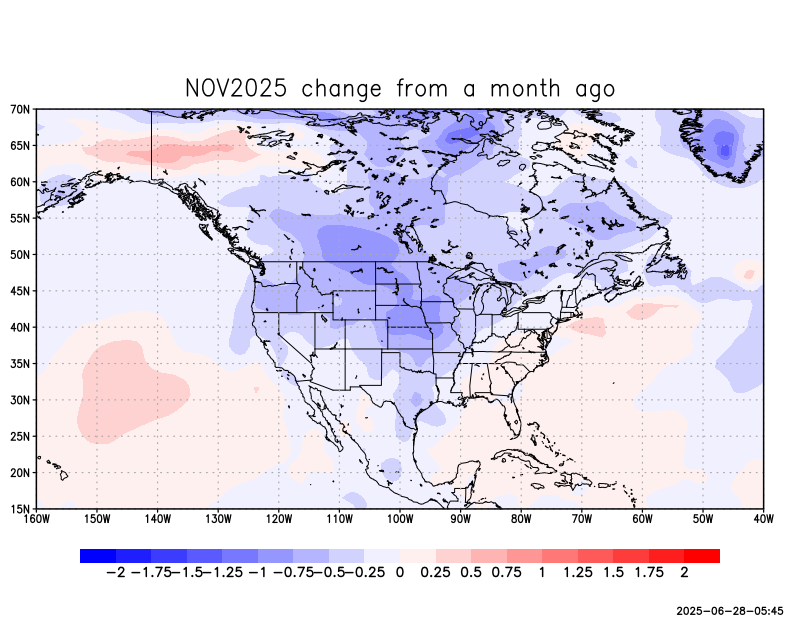 NOV2025 change from a month ago
70N
65N
60N
55N
50N
45N
40N
35N
30N
25N
20N
15N
160W 150W 140W 130W 120W 110W 100W 90W 80W 70W 60W 50W 40W
−2 −1.75 −1.5 −1.25 −1 −0.75 −0.5 −0.25 0 0.25 0.5 0.75 1 1.25 1.5 1.75 2
2025−06−28−05:45